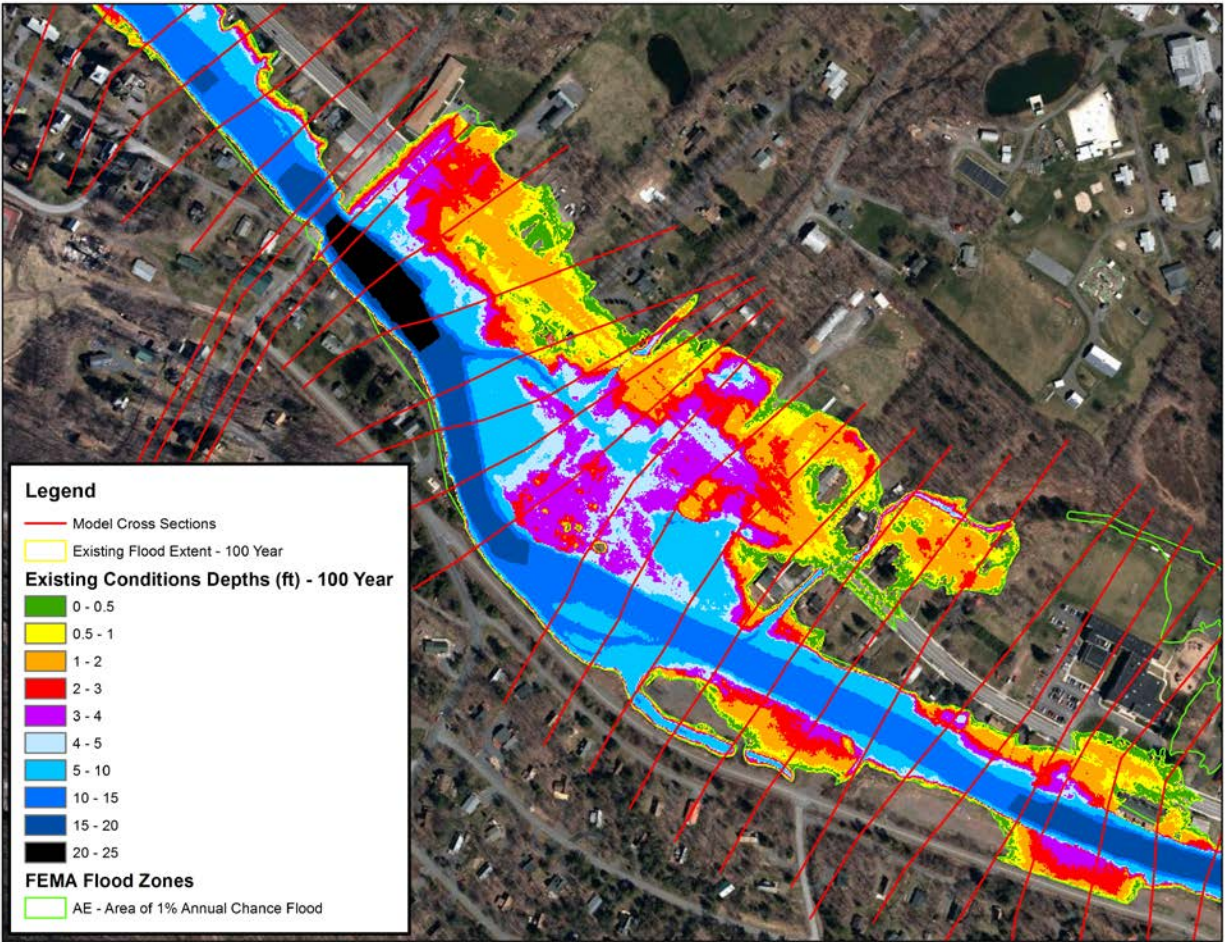 Legend
Model Cross Sections
Existing Flood Extent - 100 Year
Existing Conditions Depths (ft) - 100 Year
0 - 0.5
0.5 - 1
1 - 2
2 - 3
3 - 4
4 - 5
5 - 10
10 - 15
15 - 20
20 - 25
FEMA Flood Zones
AE - Area of 1% Annual Chance Flood